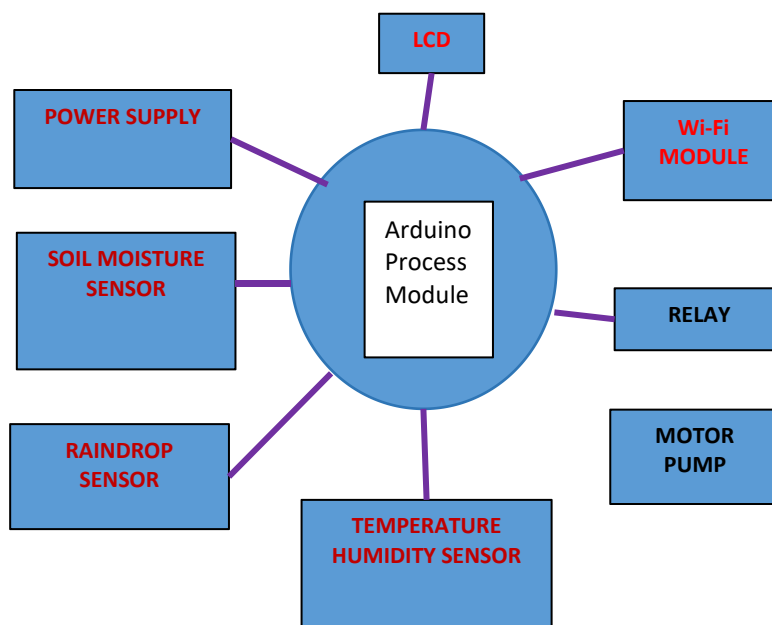 LCD
POWER SUPPLY
Wi-Fi
MODULE
Arduino
Process
Module
SOIL MOISTURE
SENSOR
RELAY
RAINDROP
SENSOR
MOTOR
PUMP
TEMPERATURE
HUMIDITY SENSOR